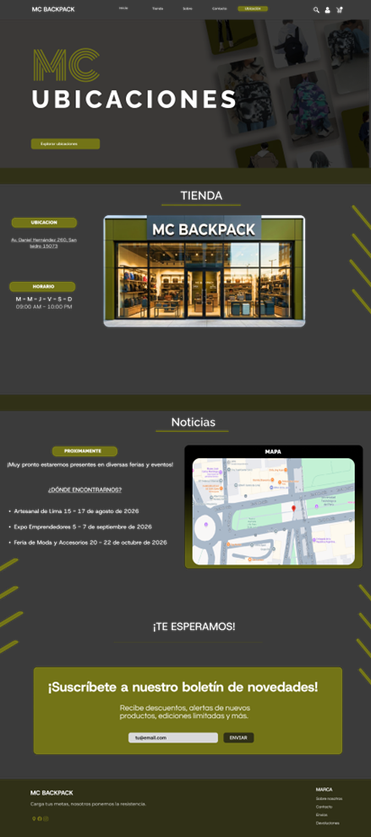 MC BACKPACK
Inicio
Tienda
Sobre
Contacto
MC
UBICACIONES
Explorar ubicaciones
TIENDA
UBICACION
Av. Daniel Hernández 290, San
Isidro 15073
MC BACKPACK
HORARIO
M - M - J - V - S - D
09:00 AM - 10:00 PM
Noticias
PROXIMAMENTE
MAPA
¡Muy pronto estaremos presentes en diversas ferias y eventos!
¿DÓNDE ENCONTRARNOS?
• Artesanal de Lima 15 - 17 de agosto de 2026
• Expo Emprendedores 5 - 7 de septiembre de 2026
• Feria de Moda y Accesorios 20 - 22 de octubre de 2026
¡TE ESPERAMOS!
¡Suscríbete a nuestro boletín de novedades!
Recibe descuentos, alertas de nuevos
productos, ediciones limitadas y más.
tu@email.com
ENVIAR
MC BACKPACK
Carga tus metas, nosotros ponemos la resistencia.
MARCA
Sobre nosotros
Contacto
Envíos
Devoluciones